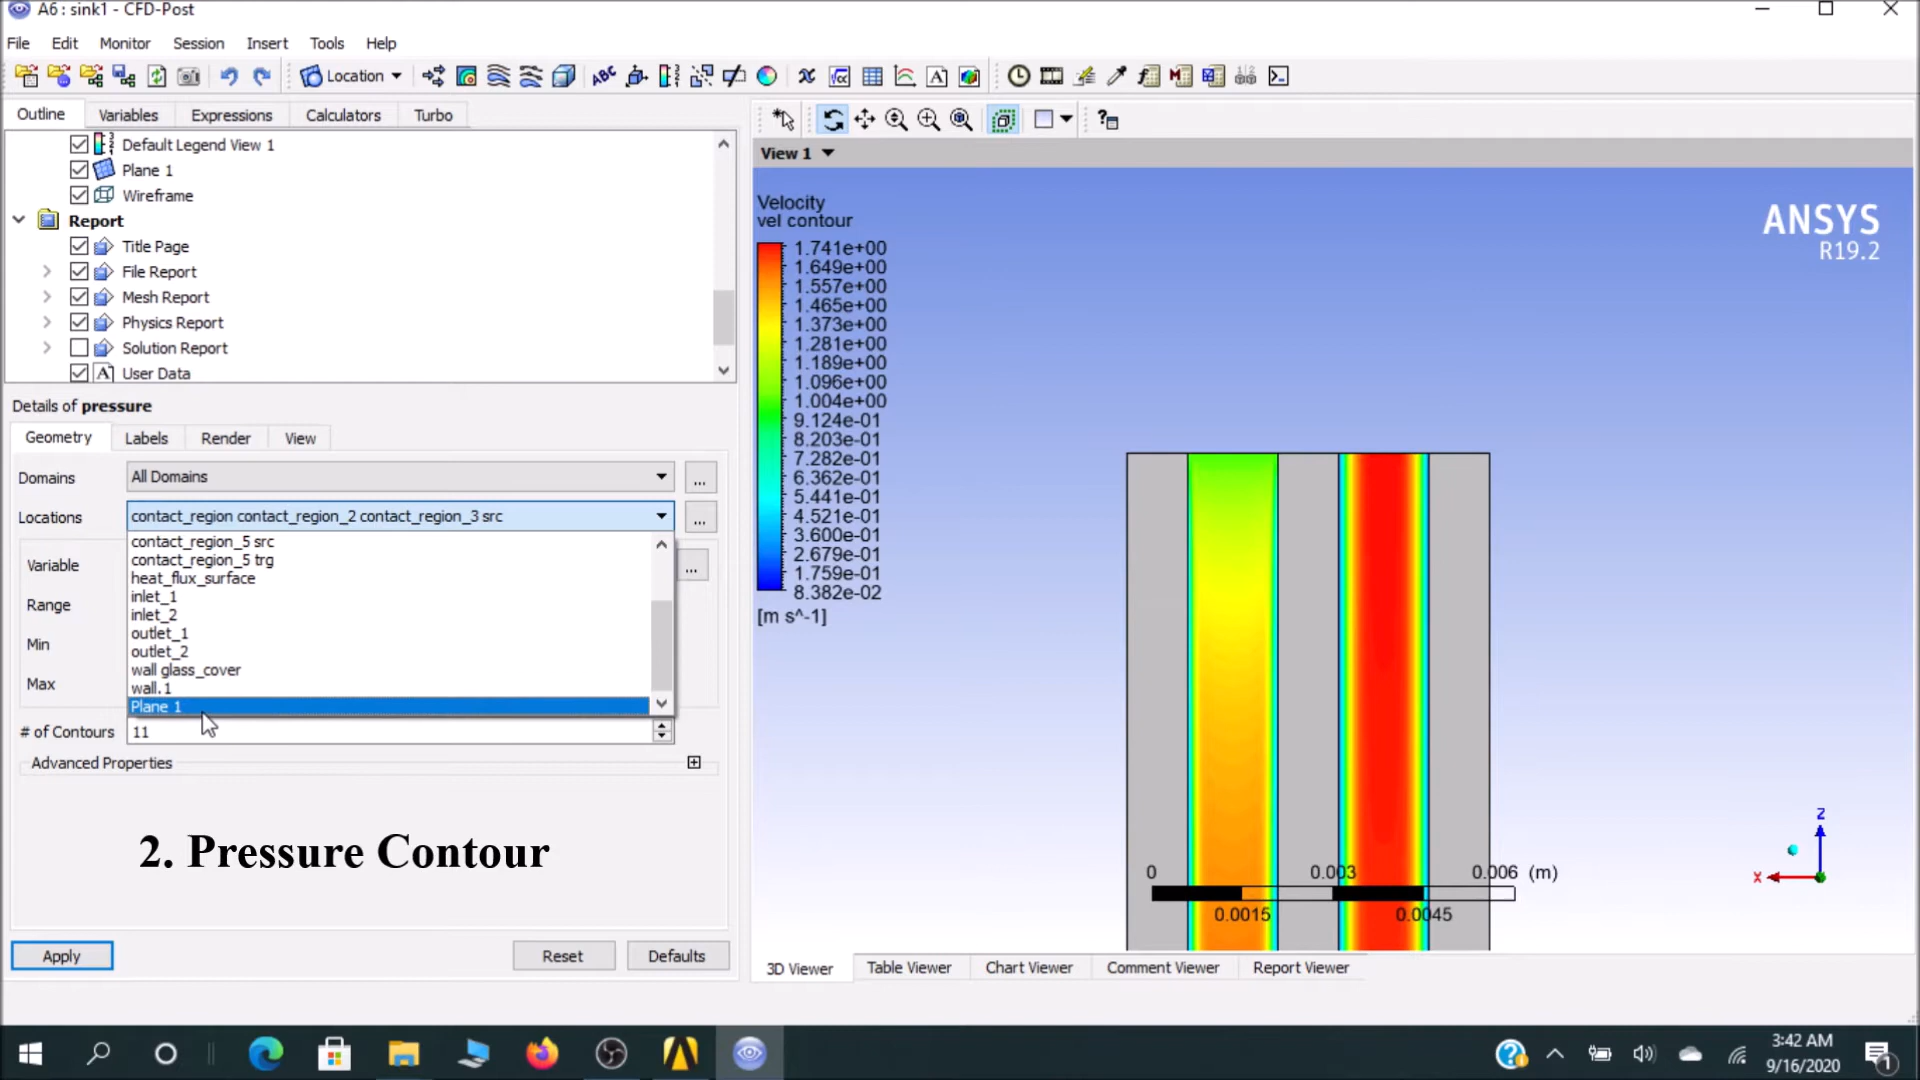 A6 : sink1 - CFD-Post
File Edit Monitor Session Insert Tools Help
Location
Outline Variables Expressions Calculators Turbo
Default Legend View 1
Plane 1
Wireframe
Report
Title Page
File Report
Mesh Report
Physics Report
Solution Report
User Data
Details of pressure
Geometry Labels Render View
Domains All Domains ...
Locations contact_region contact_region_2 contact_region_3 src ...
contact_region_5 src
contact_region_5 trg
Variable ...
heat_flux_surface
inlet_1
Range
inlet_2
outlet_1
Min
outlet_2
wall glass_cover
Max
wall.1
Plane 1
# of Contours 11
Advanced Properties
2. Pressure Contour
Apply Reset Defaults
View 1
Velocity
vel contour
1.741e+00
1.649e+00
1.557e+00
1.465e+00
1.373e+00
1.281e+00
1.189e+00
1.096e+00
1.004e+00
9.124e-01
8.203e-01
7.282e-01
6.362e-01
5.441e-01
4.521e-01
3.600e-01
2.679e-01
1.759e-01
8.382e-02
[m s^-1]
ANSYS
R19.2
0 0.003 0.006 (m)
0.0015 0.0045
Z
X
3D Viewer Table Viewer Chart Viewer Comment Viewer Report Viewer
3:42 AM
9/16/2020
1